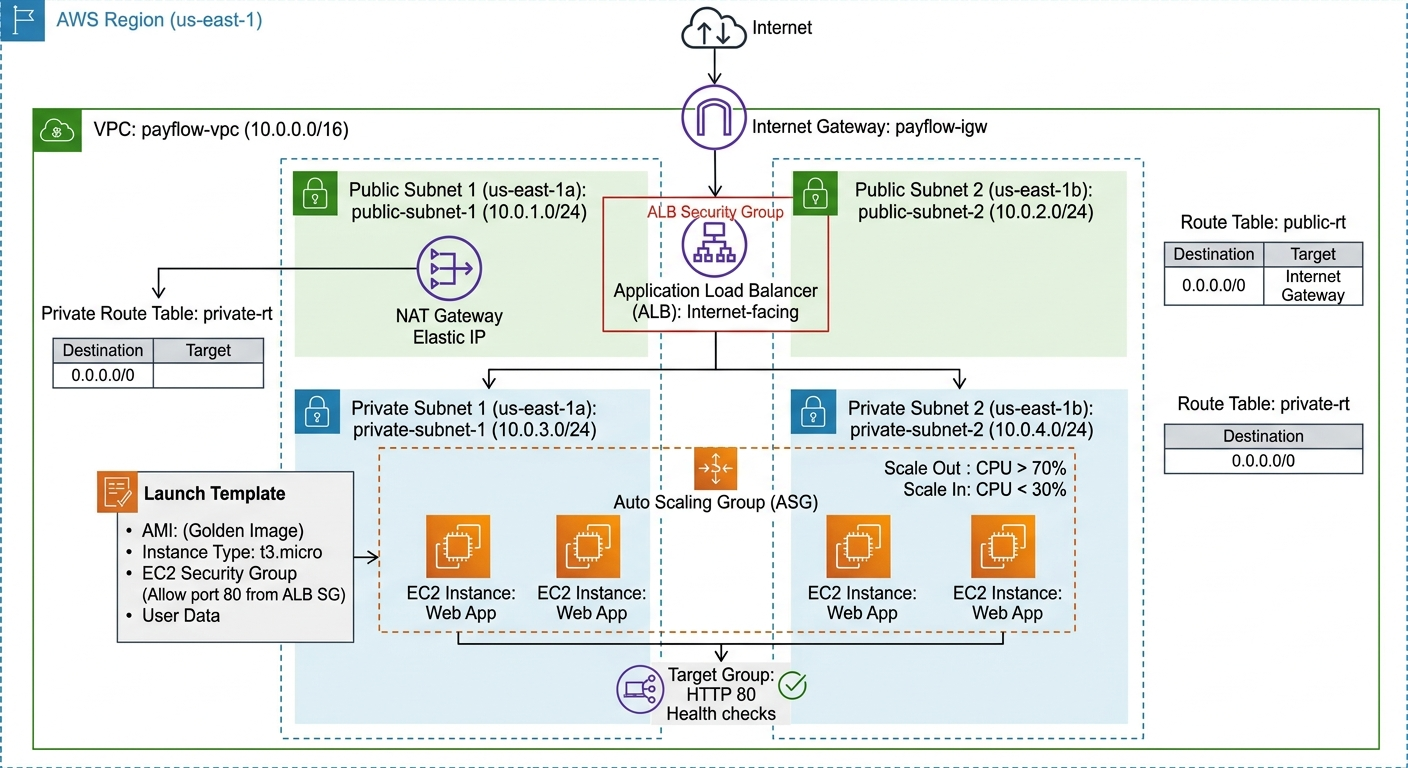 AWS Region (us-east-1)
Internet
VPC: payflow-vpc (10.0.0.0/16)
Internet Gateway: payflow-igw
Public Subnet 1 (us-east-1a):
public-subnet-1 (10.0.1.0/24)
ALB Security Group
Public Subnet 2 (us-east-1b):
public-subnet-2 (10.0.2.0/24)
Application Load Balancer
(ALB): Internet-facing
NAT Gateway
Elastic IP
Private Route Table: private-rt
Destination Target
0.0.0.0/0
Route Table: public-rt
Destination Target
0.0.0.0/0 Internet
Gateway
Private Subnet 1 (us-east-1a):
private-subnet-1 (10.0.3.0/24)
Private Subnet 2 (us-east-1b):
private-subnet-2 (10.0.4.0/24)
Route Table: private-rt
Destination
0.0.0.0/0
Scale Out : CPU > 70%
Scale In: CPU < 30%
Auto Scaling Group (ASG)
Launch Template
• AMI: (Golden Image)
• Instance Type: t3.micro
• EC2 Security Group
(Allow port 80 from ALB SG)
• User Data
EC2 Instance:
Web App
EC2 Instance:
Web App
EC2 Instance:
Web App
EC2 Instance:
Web App
Target Group:
HTTP 80
Health checks